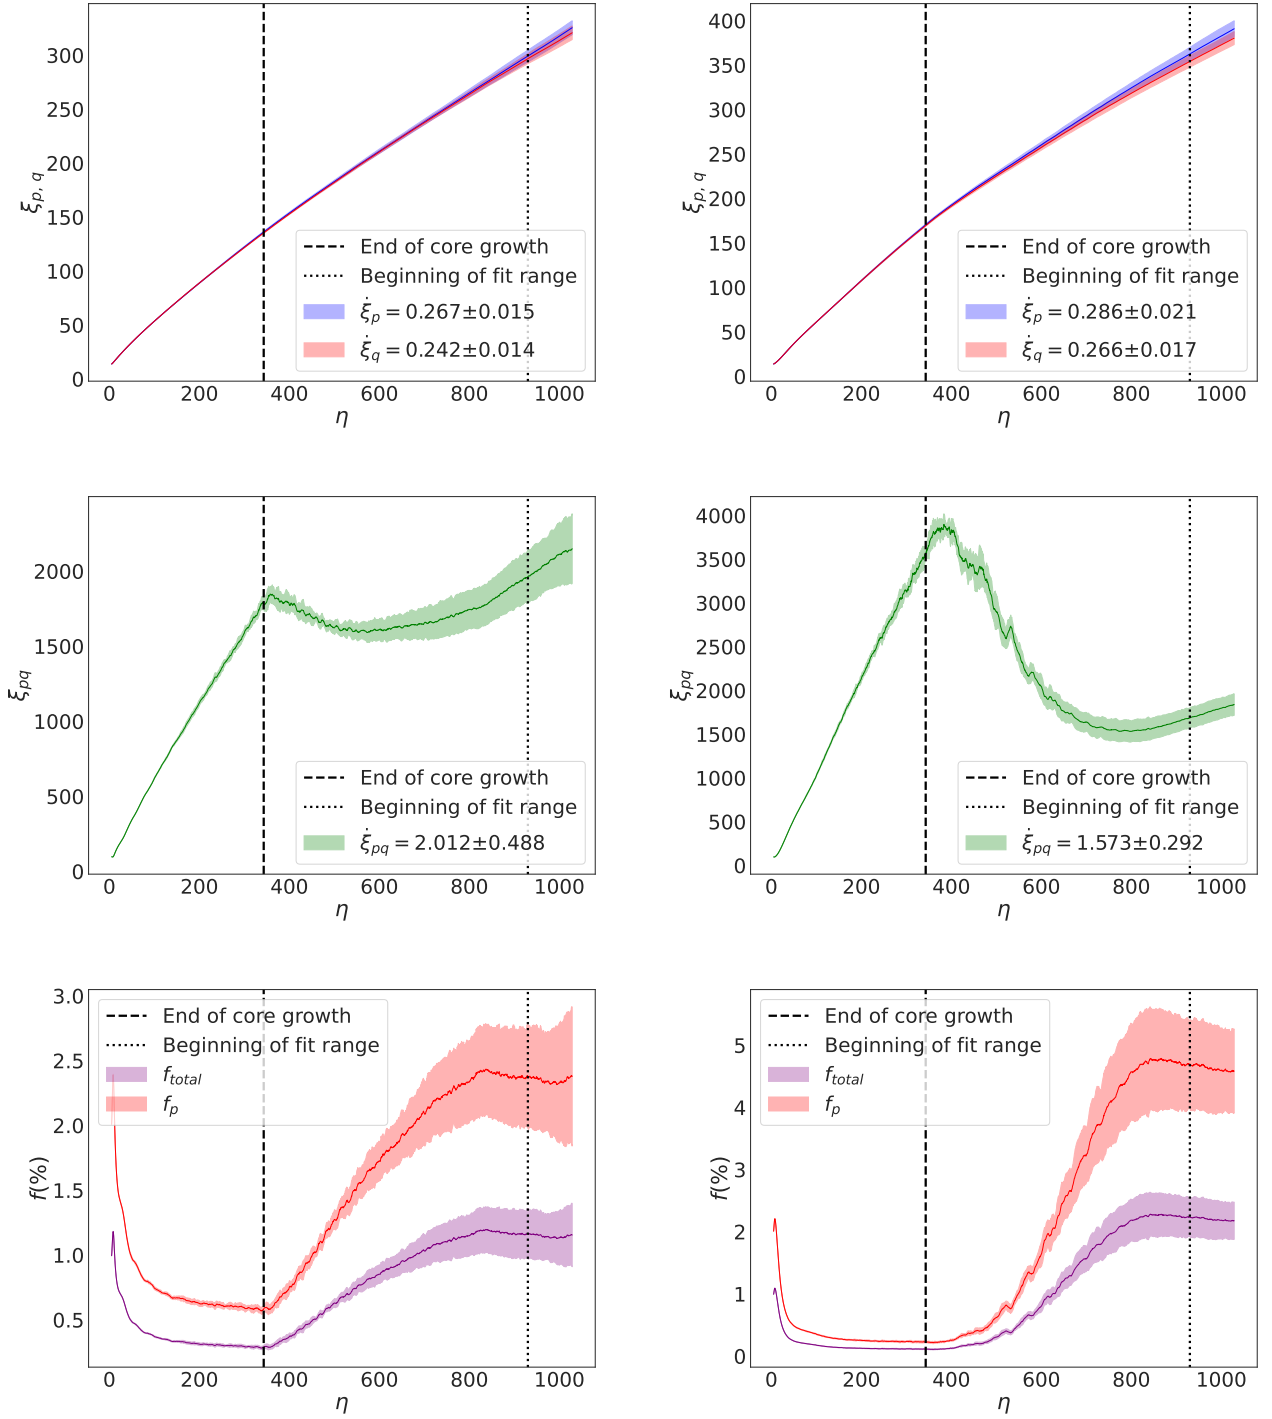 300
250
200
150
100
50
0
ξp, q
End of core growth
Beginning of fit range
ξ̇p = 0.267±0.015
ξ̇q = 0.242±0.014
0 200 400 600 800 1000
η
400
350
300
250
200
150
100
50
0
ξp, q
End of core growth
Beginning of fit range
ξ̇p = 0.286±0.021
ξ̇q = 0.266±0.017
0 200 400 600 800 1000
η
2000
1500
1000
500
0
ξpq
End of core growth
Beginning of fit range
ξ̇pq = 2.012±0.488
0 200 400 600 800 1000
η
4000
3500
3000
2500
2000
1500
1000
500
0
ξpq
End of core growth
Beginning of fit range
ξ̇pq = 1.573±0.292
0 200 400 600 800 1000
η
3.0
2.5
2.0
1.5
1.0
0.5
f(%)
End of core growth
Beginning of fit range
ftotal
fp
0 200 400 600 800 1000
η
5
4
3
2
1
0
f(%)
End of core growth
Beginning of fit range
ftotal
fp
0 200 400 600 800 1000
η